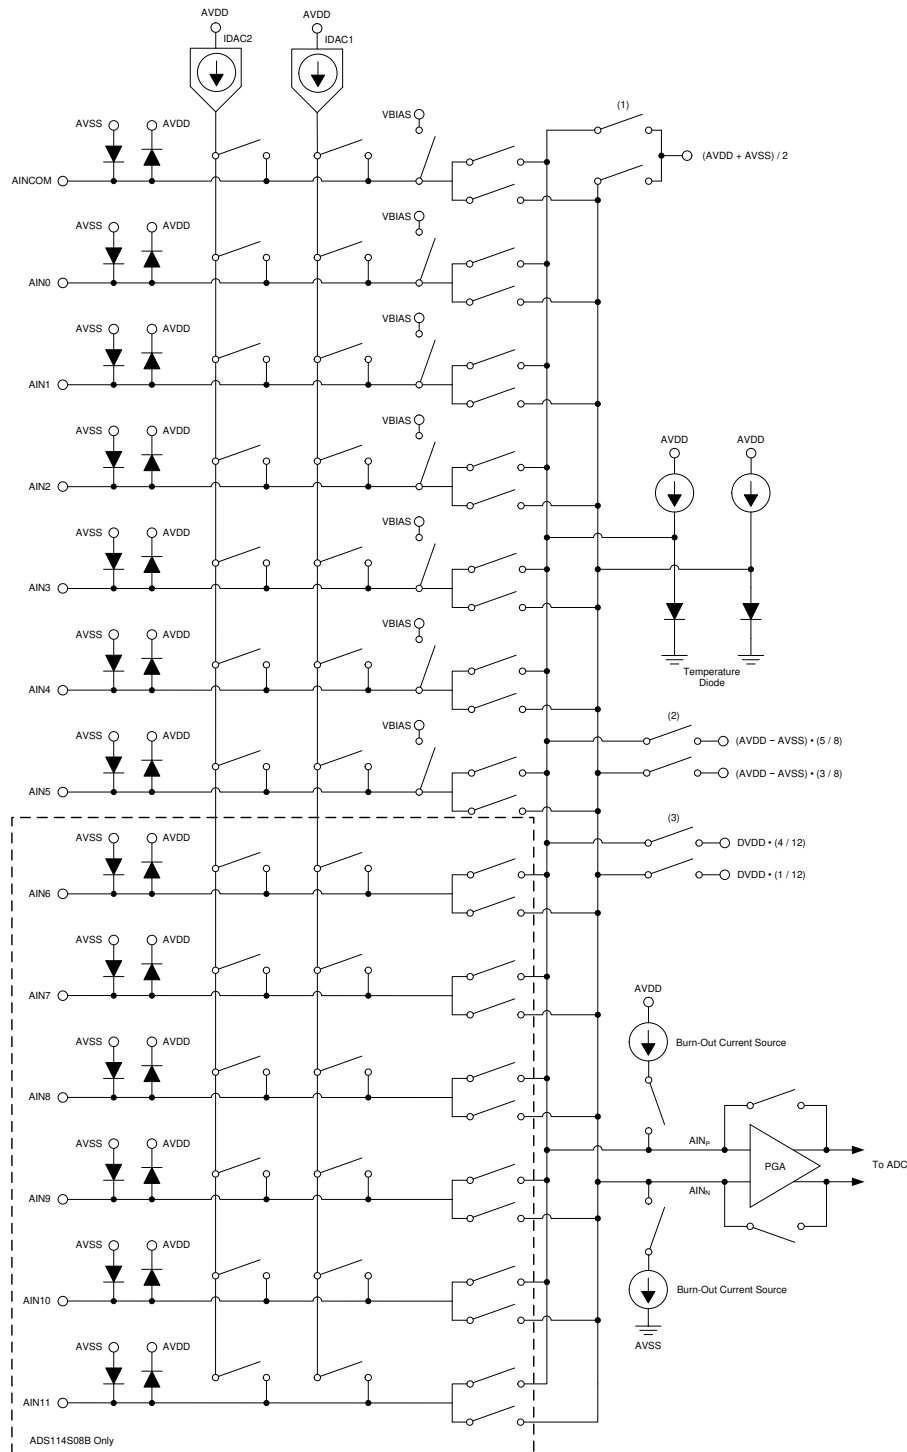 AVDD
AVDD
IDAC2
IDAC1
(1)
VBIAS
AVSS
AVDD
(AVDD + AVSS) / 2
AINCOM
VBIAS
AVSS
AVDD
AIN0
VBIAS
AVSS
AVDD
AIN1
VBIAS
AVSS
AVDD
AVDD
AVDD
AIN2
VBIAS
AVSS
AVDD
AIN3
VBIAS
AVSS
AVDD
Temperature
Diode
AIN4
VBIAS
AVSS
AVDD
(2)
(AVDD − AVSS) • (5 / 8)
(AVDD − AVSS) • (3 / 8)
AIN5
(3)
AVSS
AVDD
DVDD • (4 / 12)
DVDD • (1 / 12)
AIN6
AVSS
AVDD
AIN7
AVDD
AVSS
AVDD
Burn-Out Current Source
AIN8
AVSS
AVDD
AINP
PGA
To ADC
AINN
AIN9
AVSS
AVDD
Burn-Out Current Source
AIN10
AVSS
AVSS
AVDD
AIN11
ADS114S08B Only